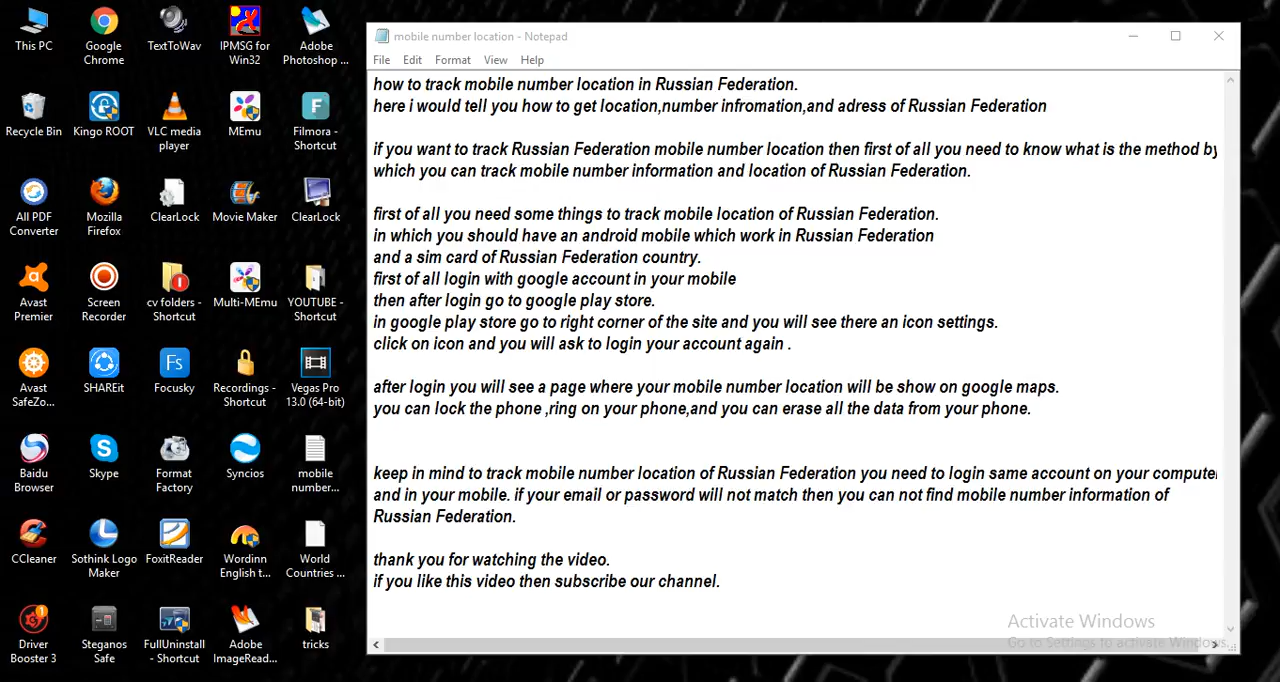 This PC
Google Chrome
TextToWav
IPMSG for Win32
Adobe Photoshop ...
Recycle Bin
Kingo ROOT
VLC media player
MEmu
Filmora - Shortcut
All PDF Converter
Mozilla Firefox
ClearLock
Movie Maker
ClearLock
Avast Premier
Screen Recorder
cv folders - Shortcut
Multi-MEmu
YOUTUBE - Shortcut
Avast SafeZo...
SHAREit
Focusky
Recordings - Shortcut
Vegas Pro 13.0 (64-bit)
Baidu Browser
Skype
Format Factory
Syncios
mobile number...
CCleaner
Sothink Logo Maker
FoxitReader
Wordinn English t...
World Countries ...
Driver Booster 3
Steganos Safe
FullUninstall - Shortcut
Adobe ImageRead...
tricks
mobile number location - Notepad
File Edit Format View Help
how to track mobile number location in Russian Federation.
here i would tell you how to get location,number infromation,and adress of Russian Federation
if you want to track Russian Federation mobile number location then first of all you need to know what is the method by
which you can track mobile number information and location of Russian Federation.
first of all you need some things to track mobile location of Russian Federation.
in which you should have an android mobile which work in Russian Federation
and a sim card of Russian Federation country.
first of all login with google account in your mobile
then after login go to google play store.
in google play store go to right corner of the site and you will see there an icon settings.
click on icon and you will ask to login your account again .
after login you will see a page where your mobile number location will be show on google maps.
you can lock the phone ,ring on your phone,and you can erase all the data from your phone.
keep in mind to track mobile number location of Russian Federation you need to login same account on your computer
and in your mobile. if your email or password will not match then you can not find mobile number information of
Russian Federation.
thank you for watching the video.
if you like this video then subscribe our channel.
Activate Windows
Go to Settings to activate Windows.